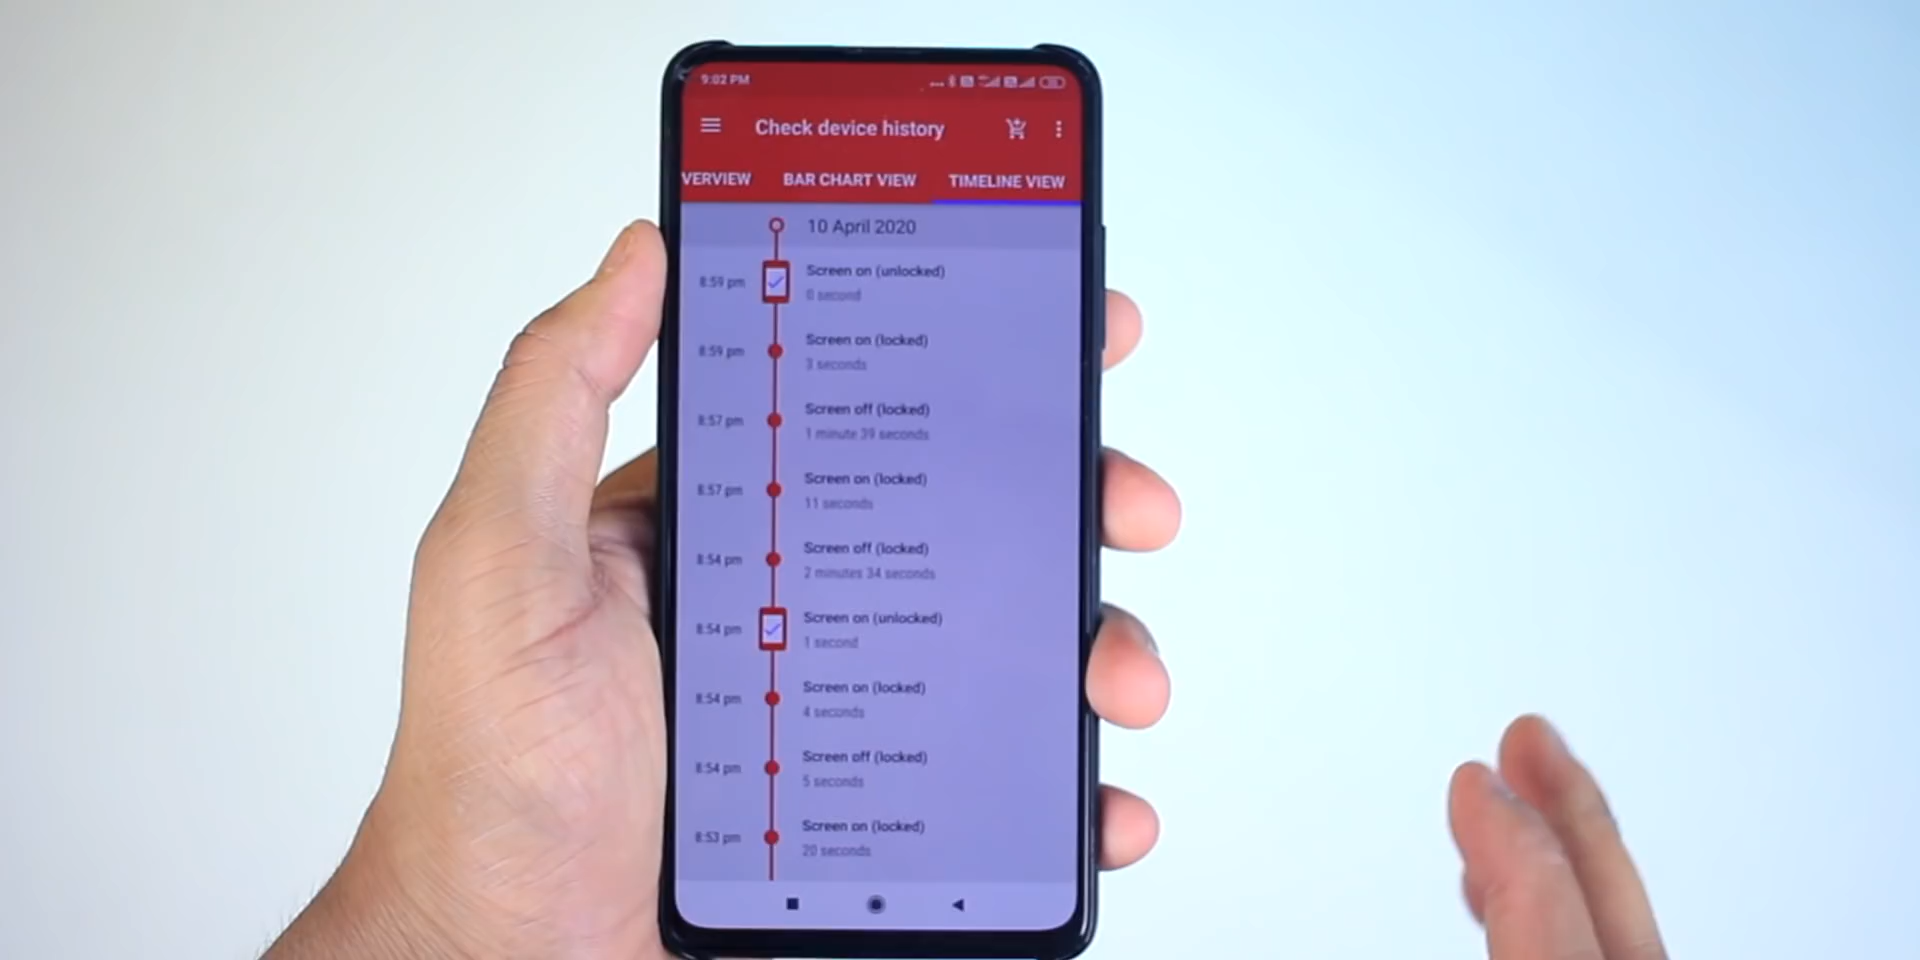 9:02 PM
Check device history
VERVIEW BAR CHART VIEW TIMELINE VIEW
10 April 2020
8:59 pm Screen on (unlocked)
0 second
8:59 pm Screen on (locked)
3 seconds
8:57 pm Screen off (locked)
1 minute 39 seconds
8:57 pm Screen on (locked)
11 seconds
8:54 pm Screen off (locked)
2 minutes 34 seconds
8:54 pm Screen on (unlocked)
1 second
8:54 pm Screen on (locked)
4 seconds
8:54 pm Screen off (locked)
5 seconds
8:53 pm Screen on (locked)
20 seconds